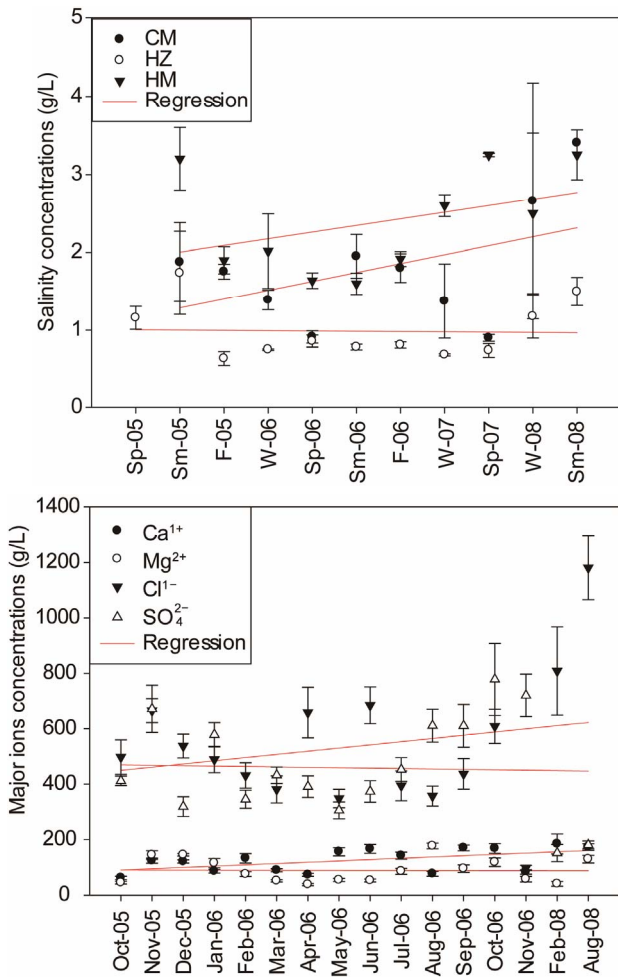 5
4
3
2
1
0
Salinity concentrations (g/L)
CM
HZ
HM
Regression
Sp-05
Sm-05
F-05
W-06
Sp-06
Sm-06
F-06
W-07
Sp-07
W-08
Sm-08
1400
1200
1000
800
600
400
200
0
Major ions concentrations (g/L)
Ca¹⁺
Mg²⁺
Cl¹⁻
SO₄²⁻
Regression
Oct-05
Nov-05
Dec-05
Jan-06
Feb-06
Mar-06
Apr-06
May-06
Jun-06
Jul-06
Aug-06
Sep-06
Oct-06
Nov-06
Feb-08
Aug-08